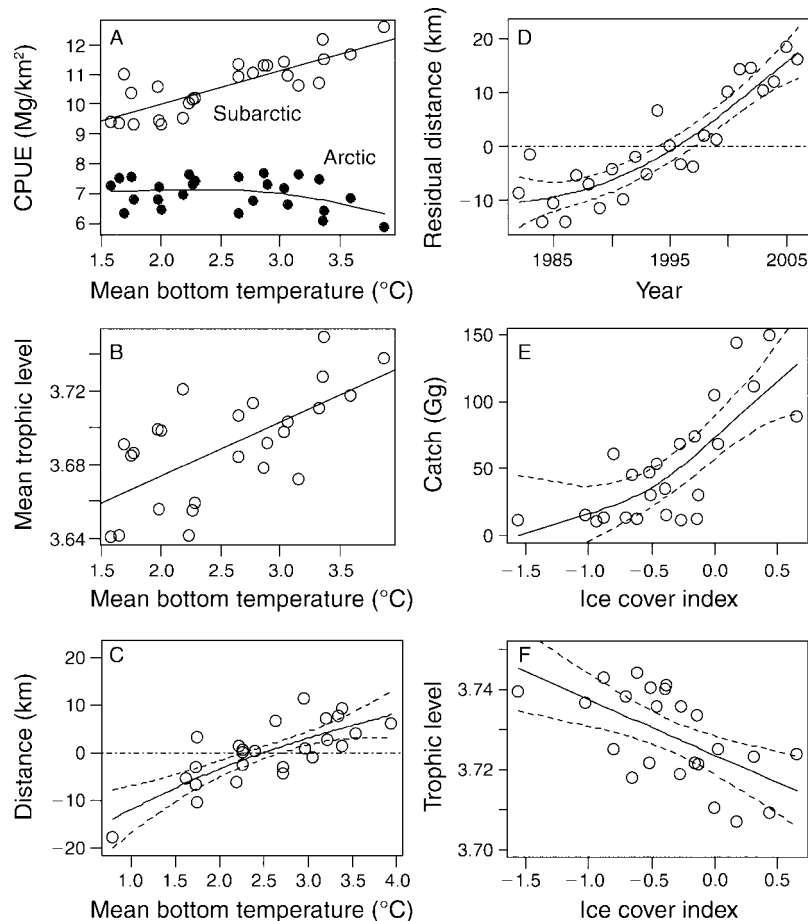 A
CPUE (Mg/km²)
12
11
10
9
8
7
6
Subarctic
Arctic
1.5 2.0 2.5 3.0 3.5
Mean bottom temperature (°C)
D
Residual distance (km)
20
10
0
−10
1985 1995 2005
Year
B
Mean trophic level
3.72
3.68
3.64
1.5 2.0 2.5 3.0 3.5
Mean bottom temperature (°C)
E
Catch (Gg)
150
100
50
0
−1.5 −1.0 −0.5 0.0 0.5
Ice cover index
C
Distance (km)
20
10
0
−10
−20
1.0 1.5 2.0 2.5 3.0 3.5 4.0
Mean bottom temperature (°C)
F
Trophic level
3.74
3.72
3.70
−1.5 −1.0 −0.5 0.0 0.5
Ice cover index